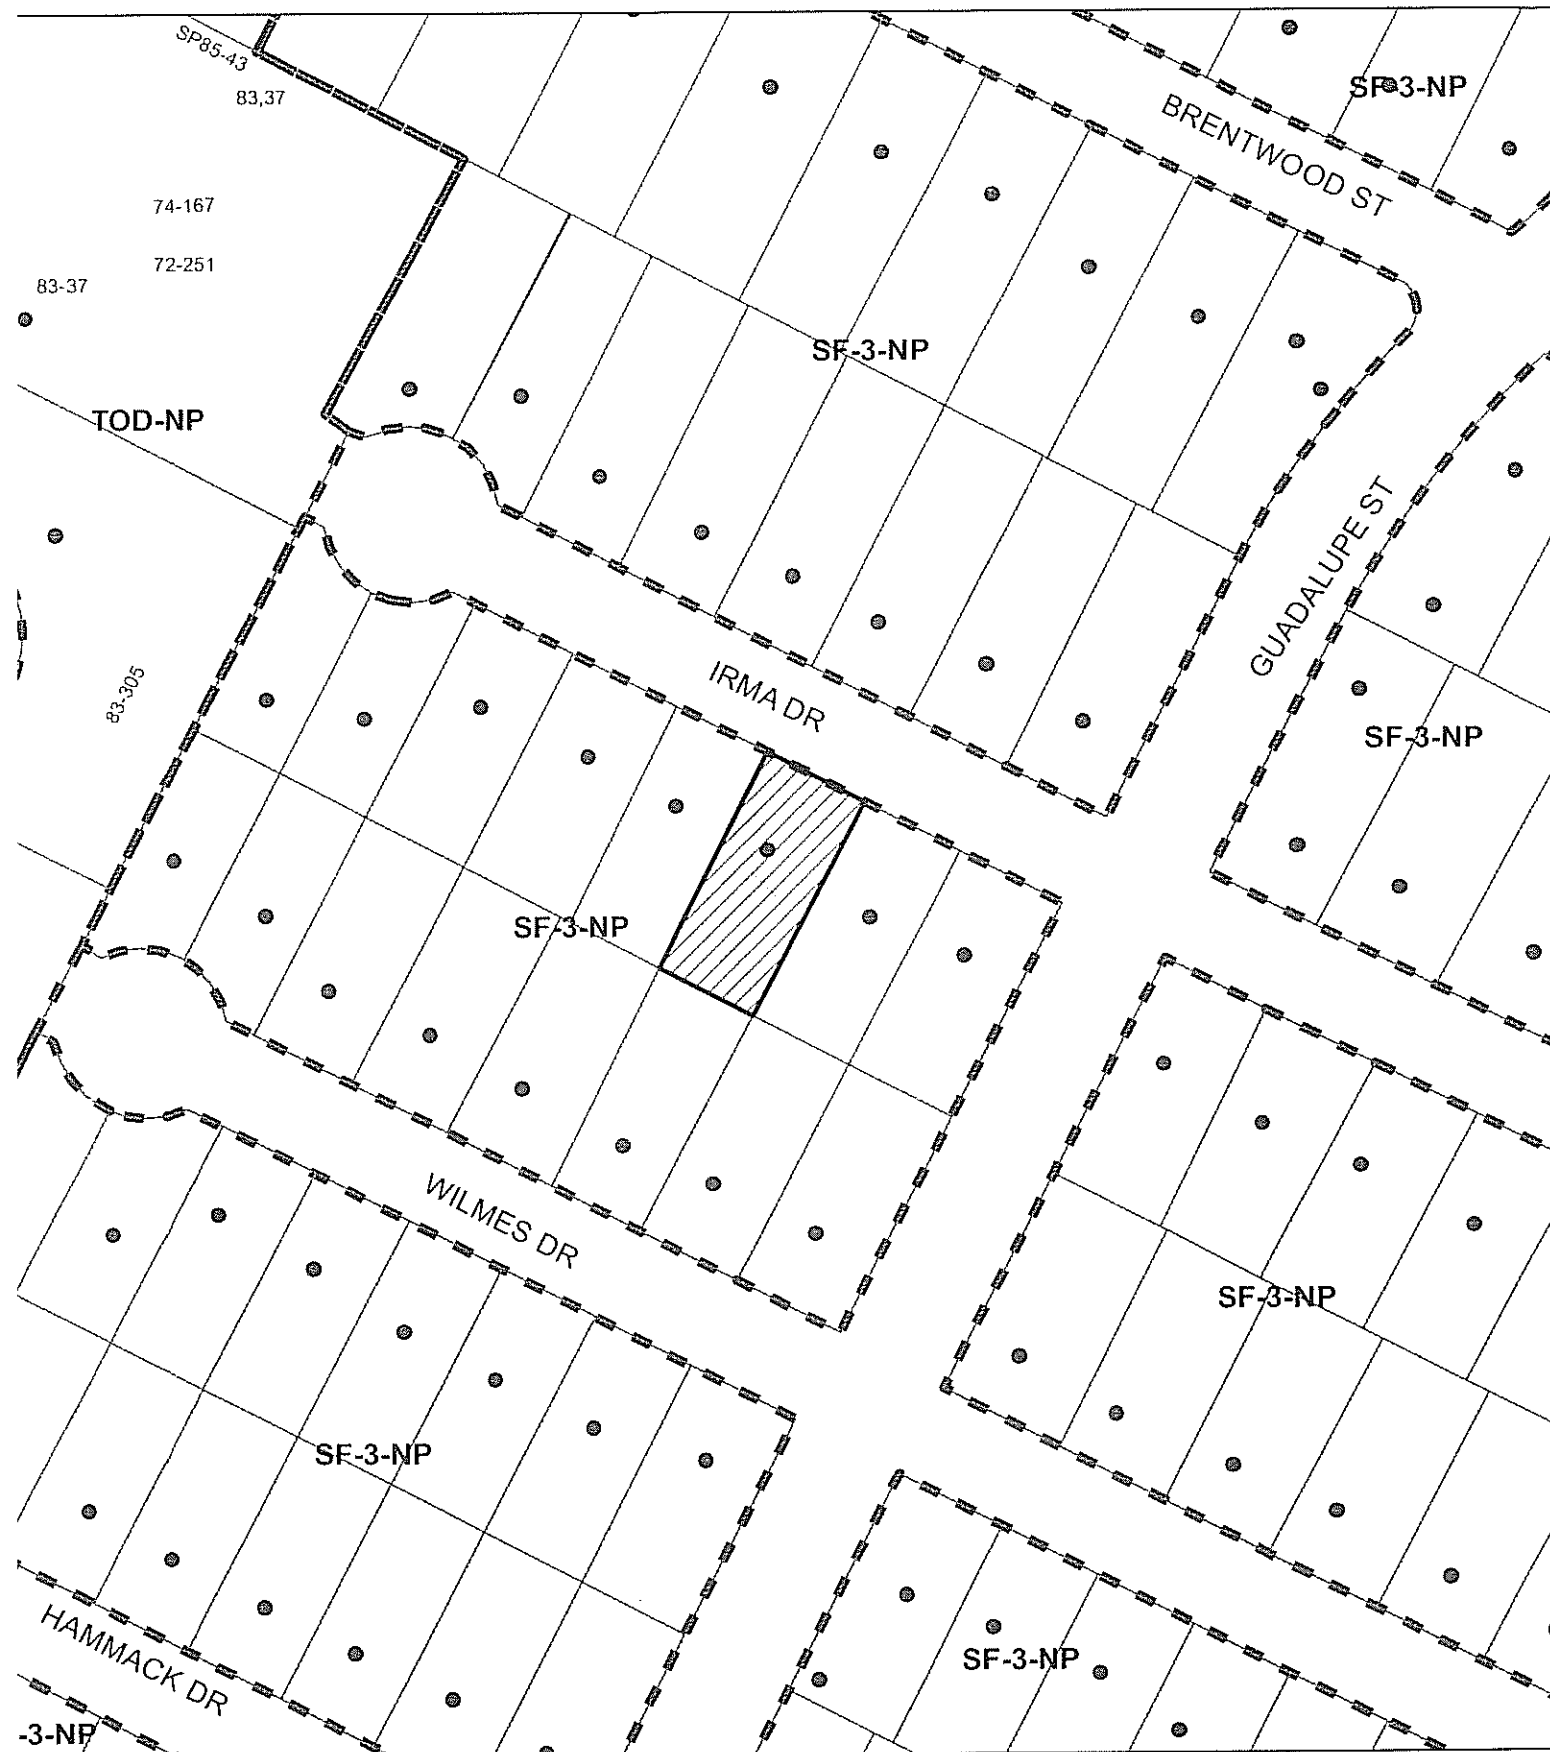 SP85-43
83,37
SF-3-NP
BRENTWOOD ST
74-167
72-251
83-37
SF-3-NP
TOD-NP
GUADALUPE ST
83-305
IRMA DR
SF-3-NP
SF-3-NP
WILMES DR
SF-3-NP
SF-3-NP
HAMMACK DR
SF-3-NP
-3-NP